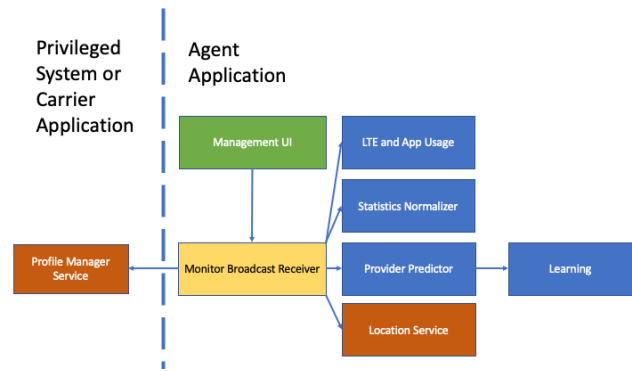 Privileged
System or
Carrier
Application
Agent
Application
Management UI
LTE and App Usage
Statistics Normalizer
Profile Manager
Service
Monitor Broadcast Receiver
Provider Predictor
Learning
Location Service